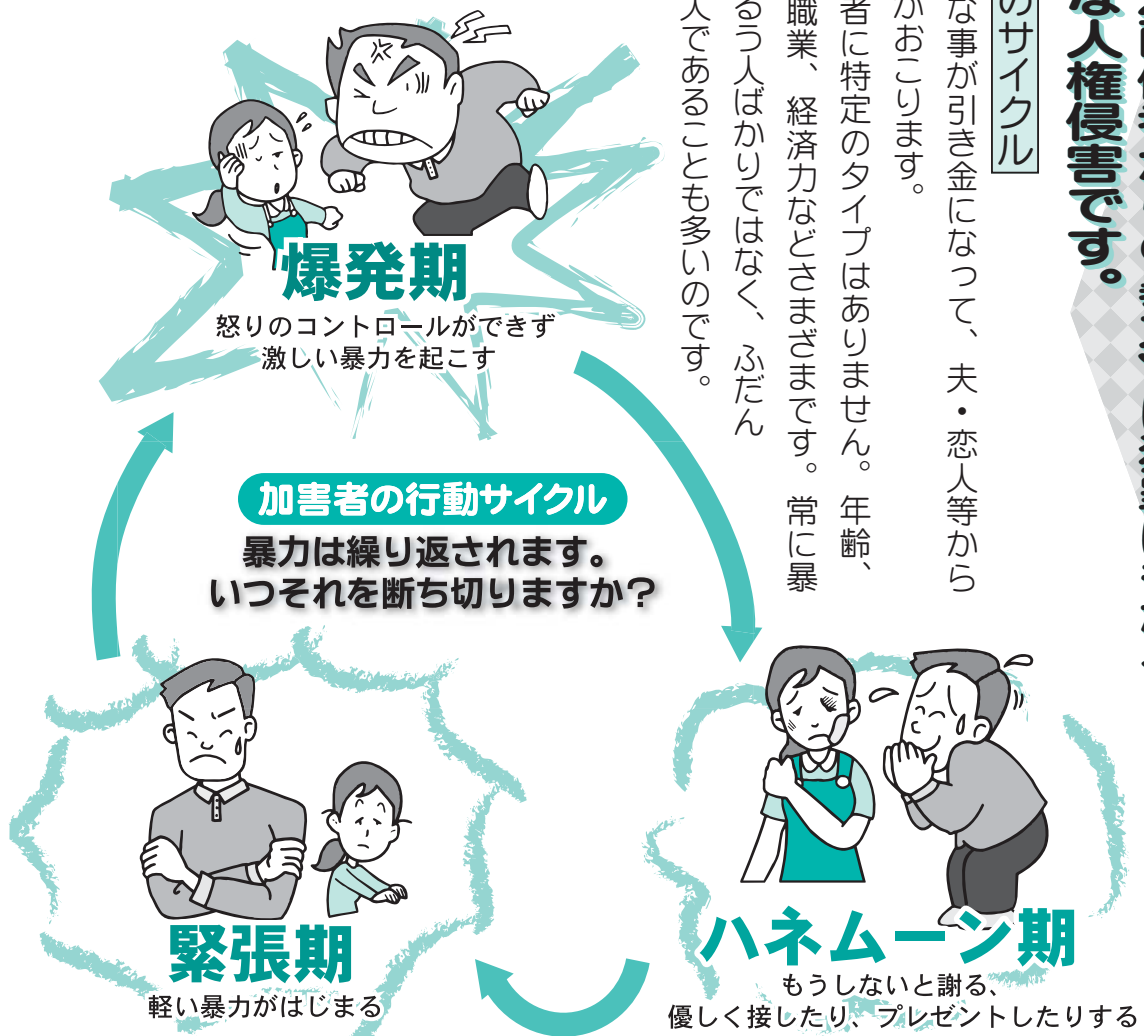 な人権侵害です。
のサイクル
な事が引き金になって、夫・恋人等から
がおこります。
者に特定のタイプはありません。年齢、
職業、経済力などさまざまです。常に暴
るう人ばかりではなく、ふだん
人であることも多いのです。
爆発期
怒りのコントロールができず
激しい暴力を起こす
加害者の行動サイクル
暴力は繰り返されます。
いつそれを断ち切りますか？
ハネムーン期
もうしないと謝る、
優しく接したり、プレゼントしたりする
緊張期
軽い暴力がはじまる